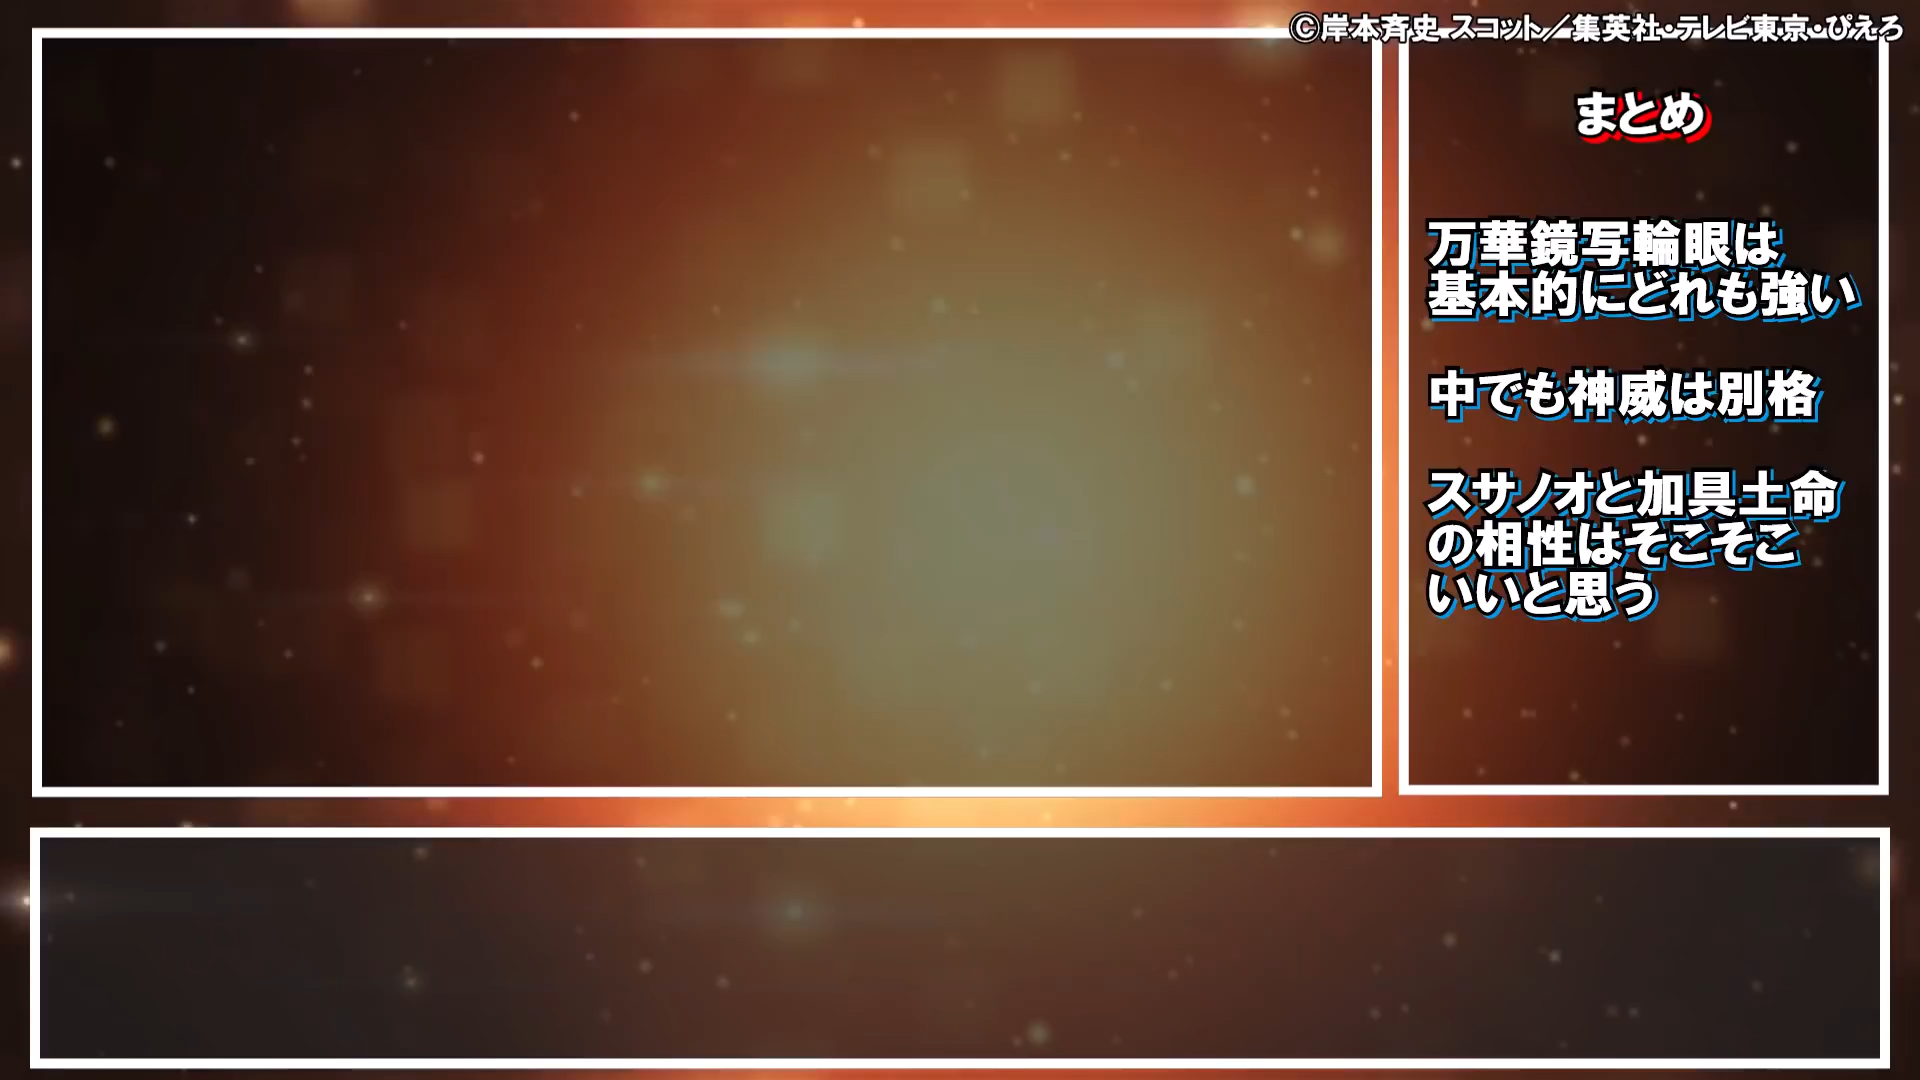 ©岸本斉史 スコット／集英社・テレビ東京・ぴえろ
まとめ
万華鏡写輪眼は
基本的にどれも強い
中でも神威は別格
スサノオと加具土命
の相性はそこそこ
いいと思う